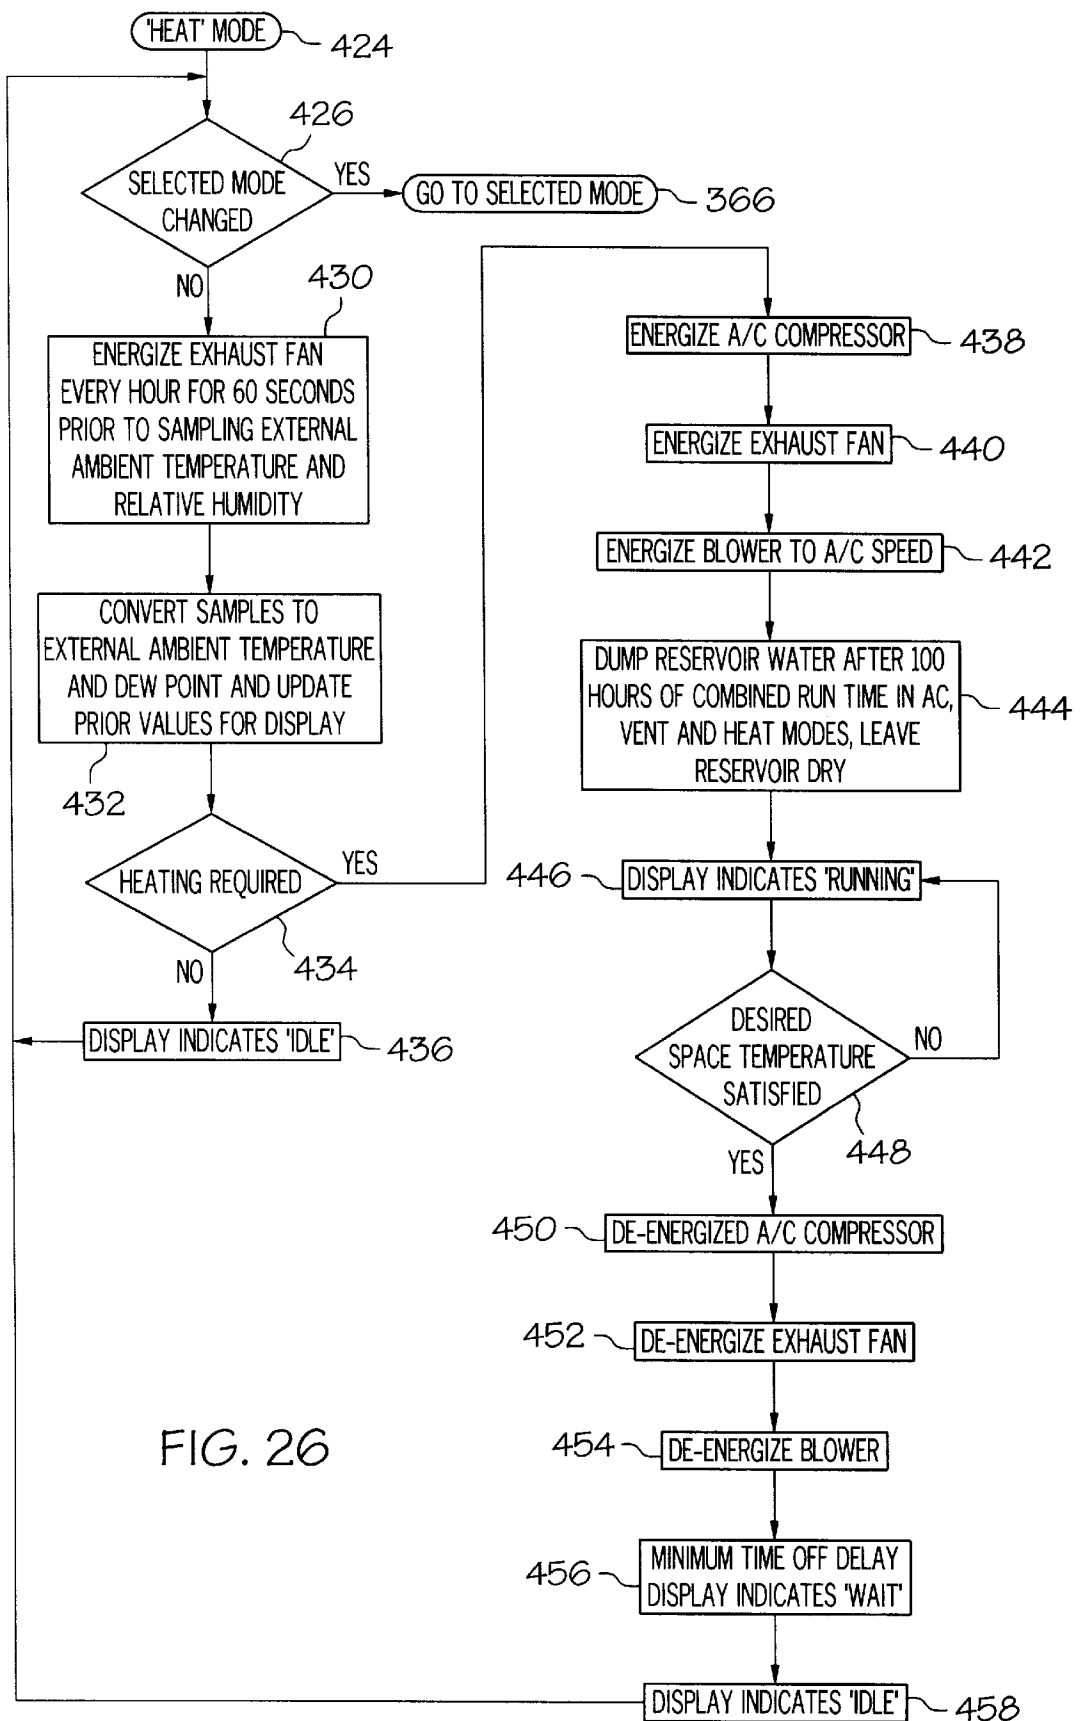 'HEAT' MODE
424
426
SELECTED MODE
CHANGED
YES
GO TO SELECTED MODE
366
NO
430
ENERGIZE EXHAUST FAN
EVERY HOUR FOR 60 SECONDS
PRIOR TO SAMPLING EXTERNAL
AMBIENT TEMPERATURE AND
RELATIVE HUMIDITY
CONVERT SAMPLES TO
EXTERNAL AMBIENT TEMPERATURE
AND DEW POINT AND UPDATE
PRIOR VALUES FOR DISPLAY
432
HEATING REQUIRED
YES
434
NO
DISPLAY INDICATES 'IDLE'
436
ENERGIZE A/C COMPRESSOR
438
ENERGIZE EXHAUST FAN
440
ENERGIZE BLOWER TO A/C SPEED
442
DUMP RESERVOIR WATER AFTER 100
HOURS OF COMBINED RUN TIME IN AC,
VENT AND HEAT MODES, LEAVE
RESERVOIR DRY
444
446
DISPLAY INDICATES 'RUNNING'
DESIRED
SPACE TEMPERATURE
SATISFIED
NO
448
YES
450
DE-ENERGIZED A/C COMPRESSOR
452
DE-ENERGIZE EXHAUST FAN
454
DE-ENERGIZE BLOWER
456
MINIMUM TIME OFF DELAY
DISPLAY INDICATES 'WAIT'
DISPLAY INDICATES 'IDLE'
458
FIG. 26